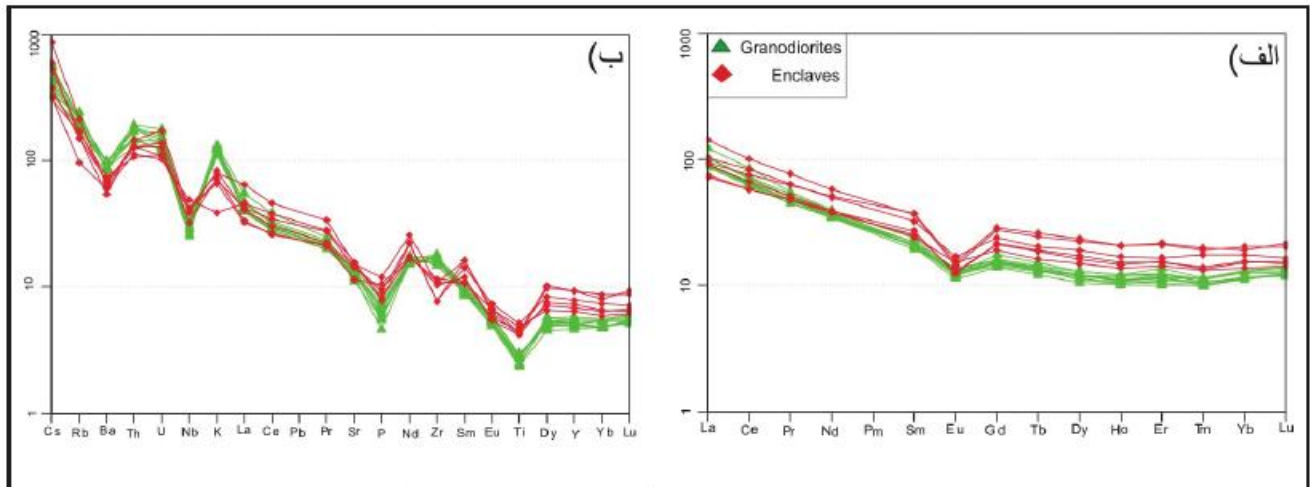 ب)
1000
100
10
1
Cs Rb Ba Th U Nb K La Ce Pb Pr Sr P Nd Zr Sm Eu Ti Dy Y Yb Lu
الف)
Granodiorites
Enclaves
1000
100
10
1
La Ce Pr Nd Pm Sm Eu Gd Tb Dy Ho Er Tm Yb Lu